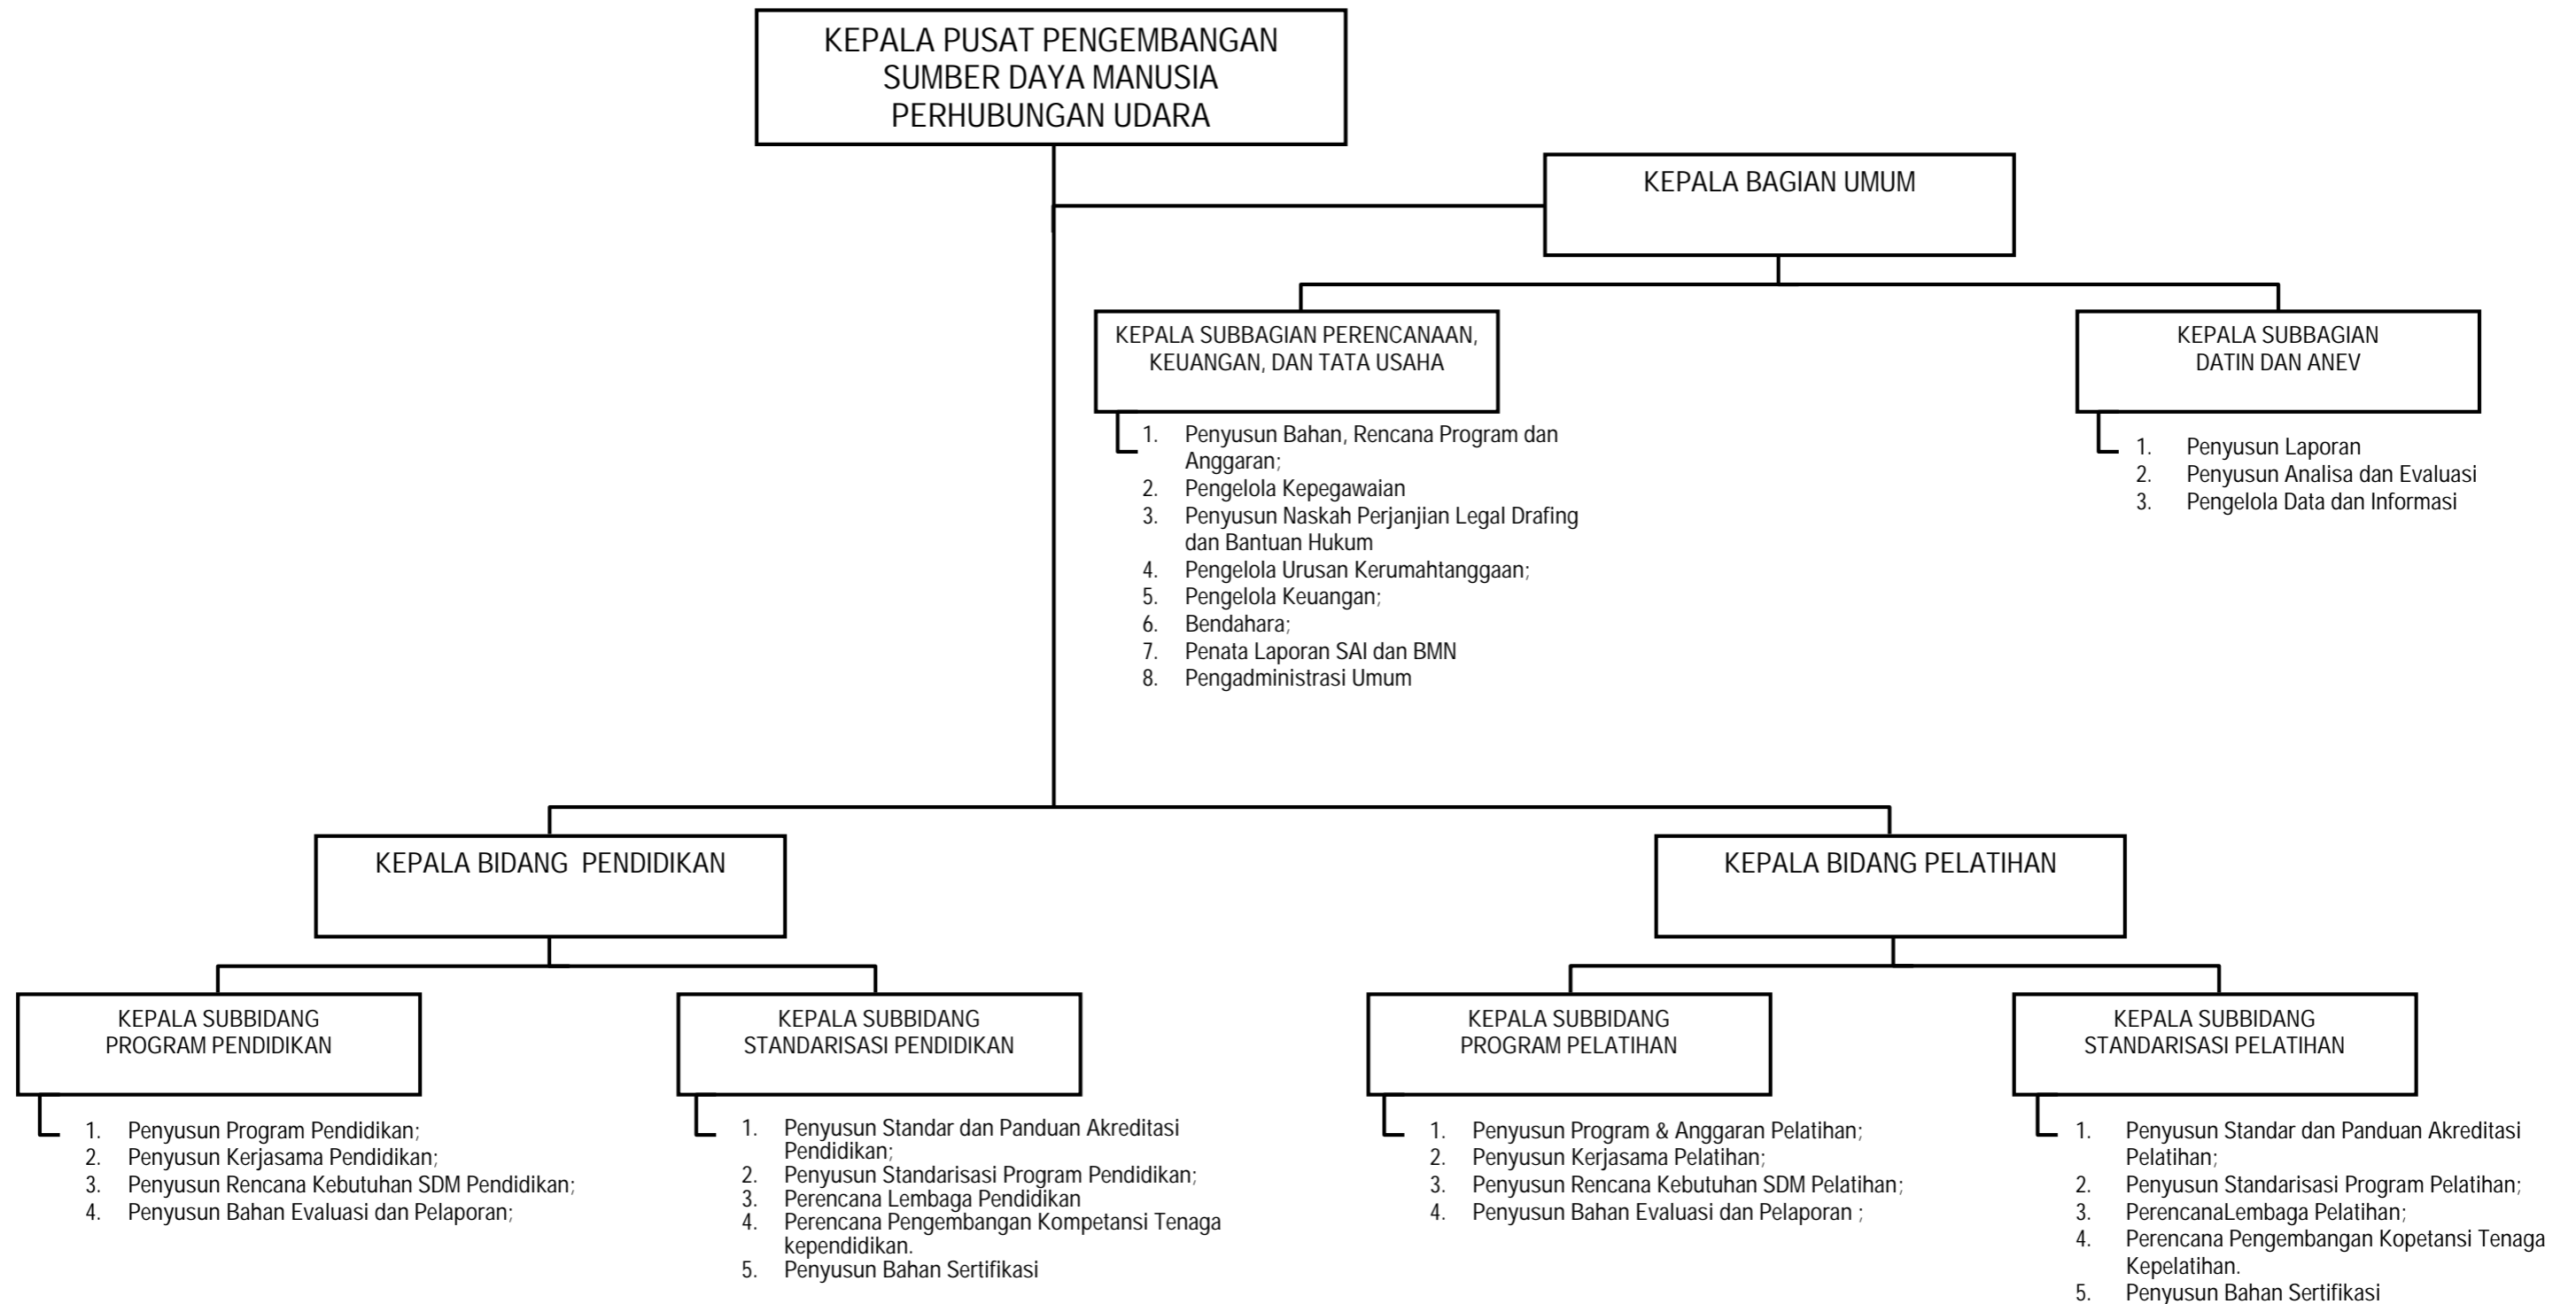 KEPALA PUSAT PENGEMBANGAN
SUMBER DAYA MANUSIA
PERHUBUNGAN UDARA
KEPALA BAGIAN UMUM
KEPALA SUBBAGIAN PERENCANAAN,
KEUANGAN, DAN TATA USAHA
1. Penyusun Bahan, Rencana Program dan
Anggaran;
2. Pengelola Kepegawaian
3. Penyusun Naskah Perjanjian Legal Drafing
dan Bantuan Hukum
4. Pengelola Urusan Kerumahtanggaan;
5. Pengelola Keuangan;
6. Bendahara;
7. Penata Laporan SAI dan BMN
8. Pengadministrasi Umum
KEPALA SUBBAGIAN
DATIN DAN ANEV
1. Penyusun Laporan
2. Penyusun Analisa dan Evaluasi
3. Pengelola Data dan Informasi
KEPALA BIDANG PENDIDIKAN
KEPALA SUBBIDANG
PROGRAM PENDIDIKAN
1. Penyusun Program Pendidikan;
2. Penyusun Kerjasama Pendidikan;
3. Penyusun Rencana Kebutuhan SDM Pendidikan;
4. Penyusun Bahan Evaluasi dan Pelaporan;
KEPALA SUBBIDANG
STANDARISASI PENDIDIKAN
1. Penyusun Standar dan Panduan Akreditasi
Pendidikan;
2. Penyusun Standarisasi Program Pendidikan;
3. Perencana Lembaga Pendidikan
4. Perencana Pengembangan Kompetansi Tenaga
kependidikan.
5. Penyusun Bahan Sertifikasi
KEPALA BIDANG PELATIHAN
KEPALA SUBBIDANG
PROGRAM PELATIHAN
1. Penyusun Program & Anggaran Pelatihan;
2. Penyusun Kerjasama Pelatihan;
3. Penyusun Rencana Kebutuhan SDM Pelatihan;
4. Penyusun Bahan Evaluasi dan Pelaporan ;
KEPALA SUBBIDANG
STANDARISASI PELATIHAN
1. Penyusun Standar dan Panduan Akreditasi
Pelatihan;
2. Penyusun Standarisasi Program Pelatihan;
3. PerencanaLembaga Pelatihan;
4. Perencana Pengembangan Kopetansi Tenaga
Kepelatihan.
5. Penyusun Bahan Sertifikasi